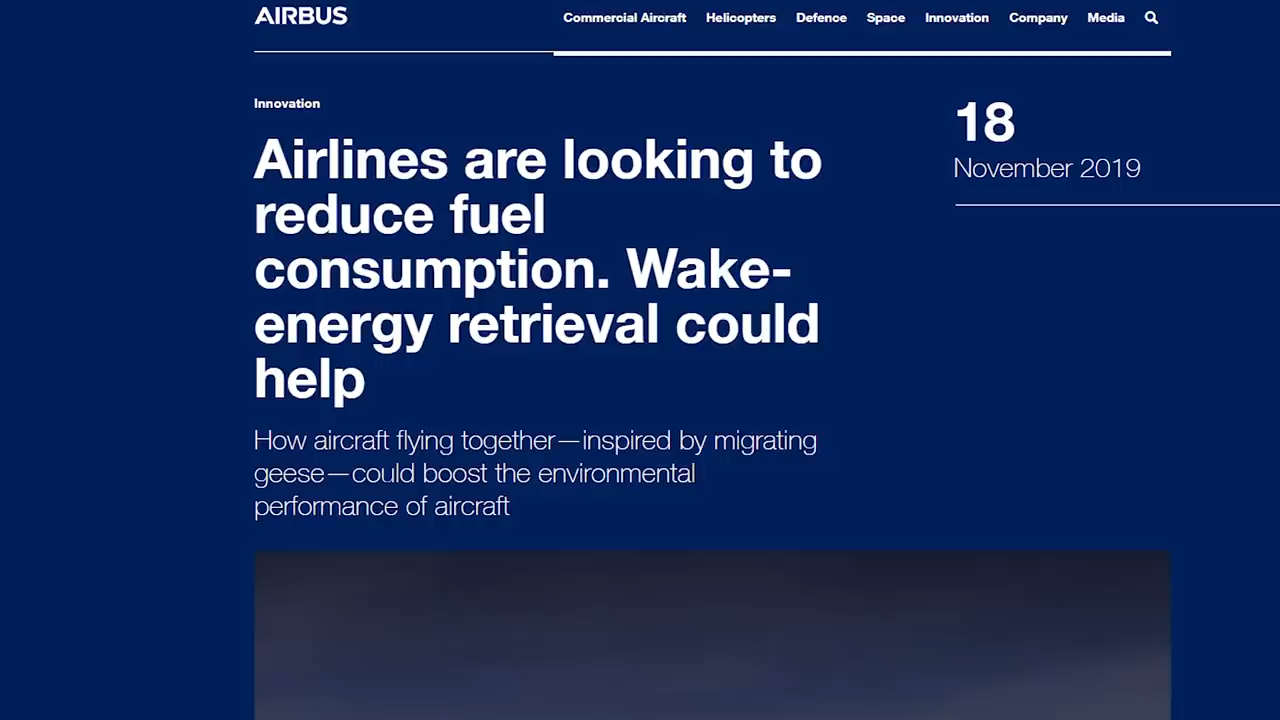 AIRBUS
Commercial Aircraft Helicopters Defence Space Innovation Company Media
Innovation
18
November 2019
Airlines are looking to
reduce fuel
consumption. Wake-
energy retrieval could
help
How aircraft flying together—inspired by migrating
geese—could boost the environmental
performance of aircraft